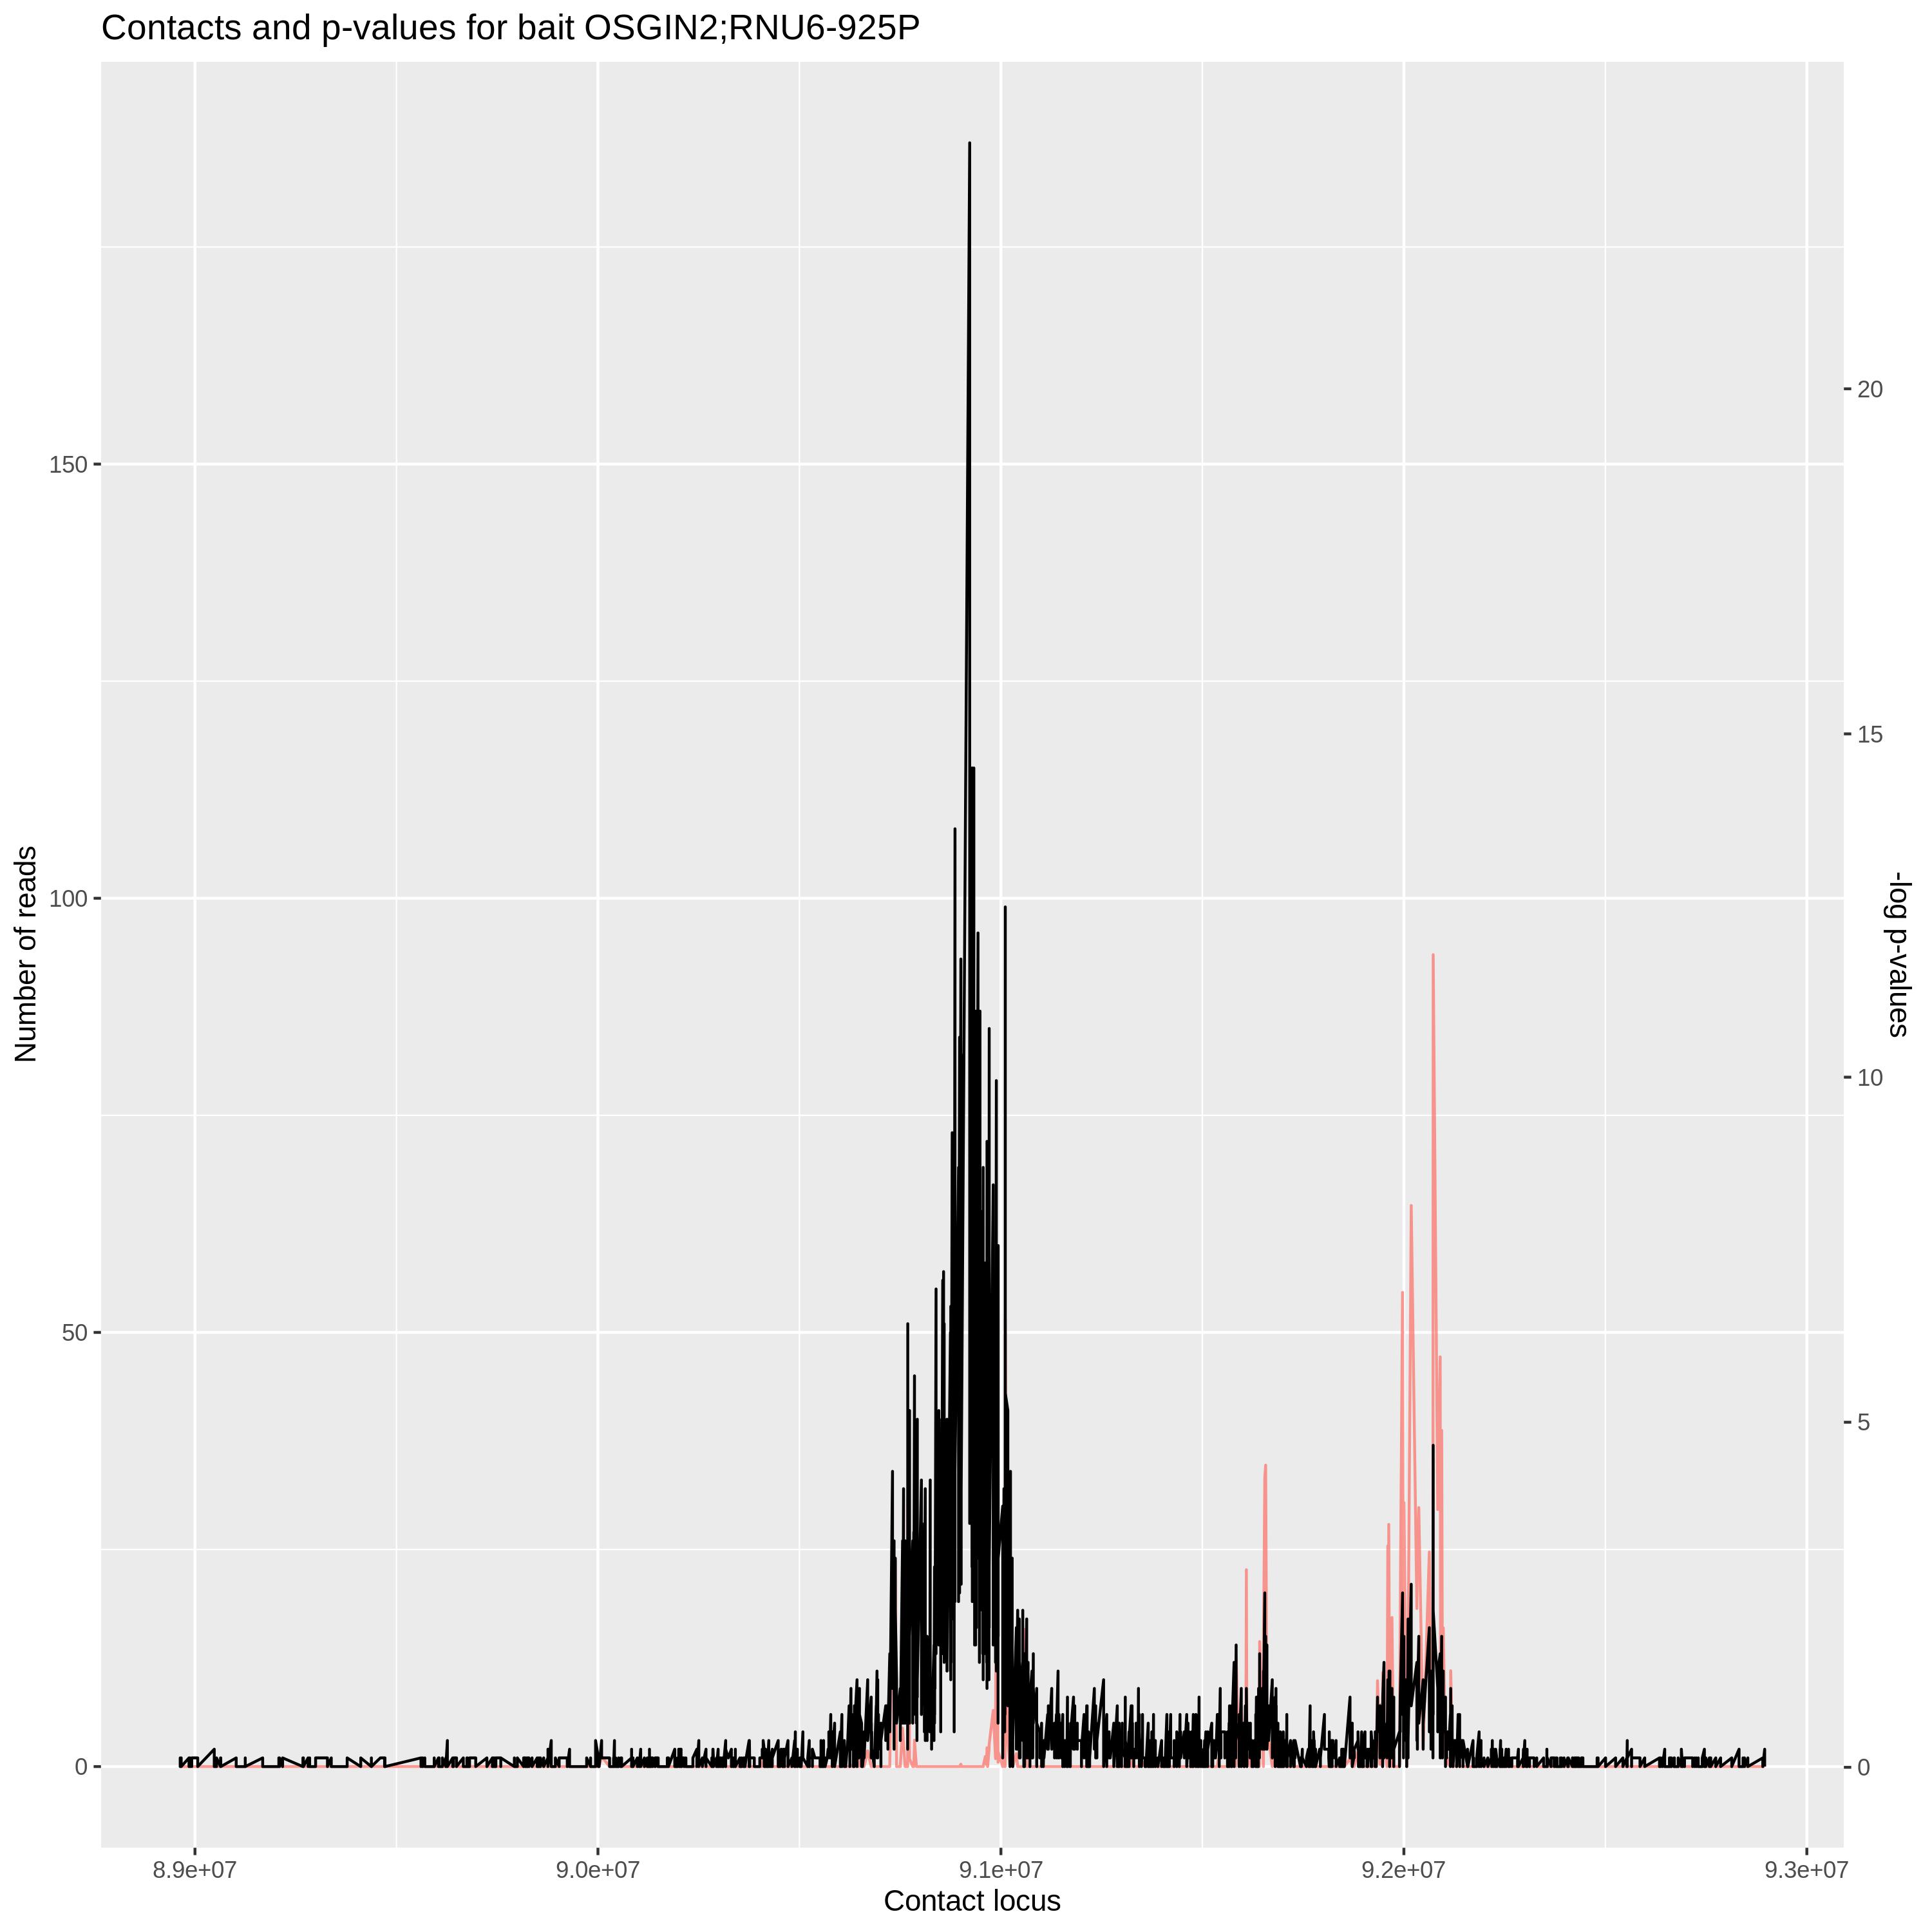 Contacts and p-values for bait OSGIN2;RNU6-925P
Number of reads
150
100
50
0
20
15
10
5
0
-log p-values
8.9e+07 9.0e+07 9.1e+07 9.2e+07 9.3e+07
Contact locus